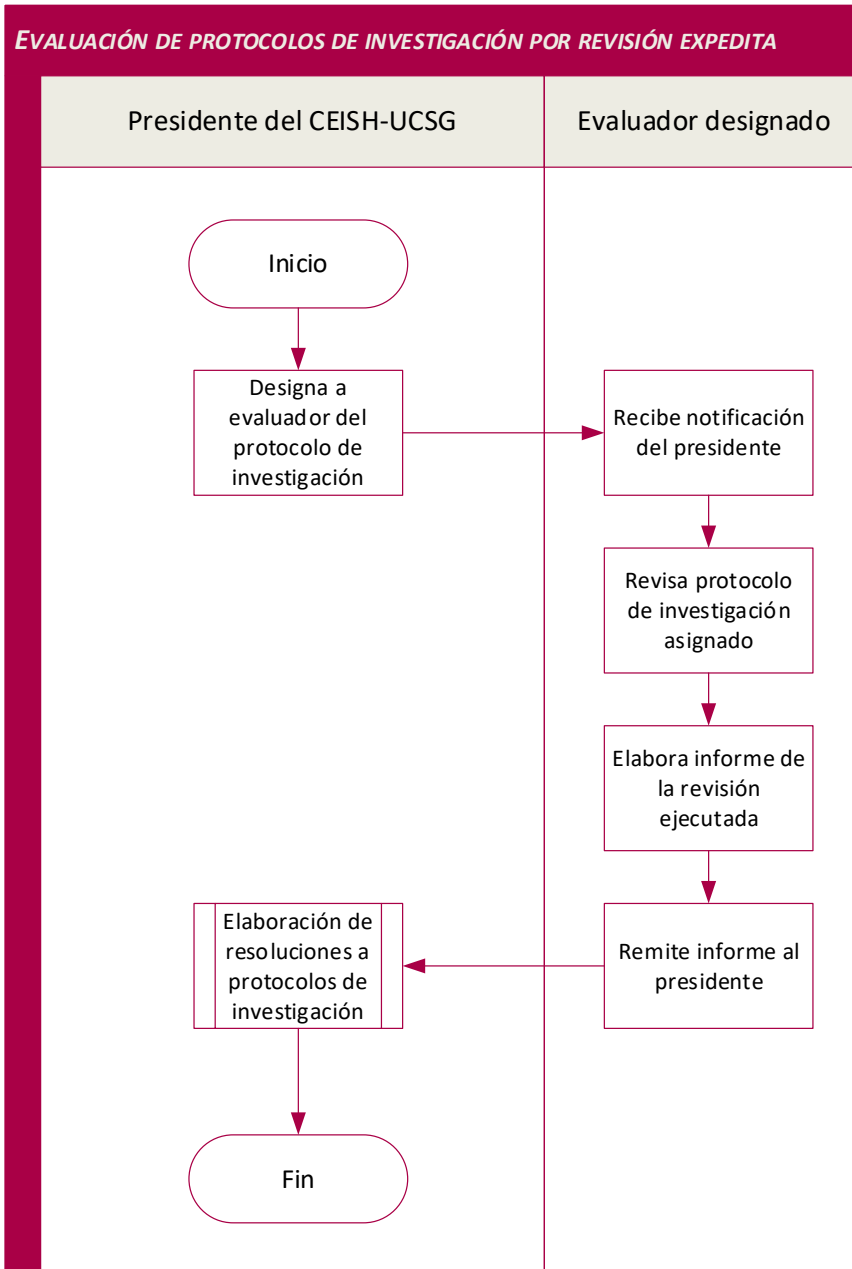 EVALUACIÓN DE PROTOCOLOS DE INVESTIGACIÓN POR REVISIÓN EXPEDITA
Presidente del CEISH-UCSG
Evaluador designado
Inicio
Designa a
evaluador del
protocolo de
investigación
Recibe notificación
del presidente
Revisa protocolo
de investigación
asignado
Elabora informe de
la revisión
ejecutada
Remite informe al
presidente
Elaboración de
resoluciones a
protocolos de
investigación
Fin